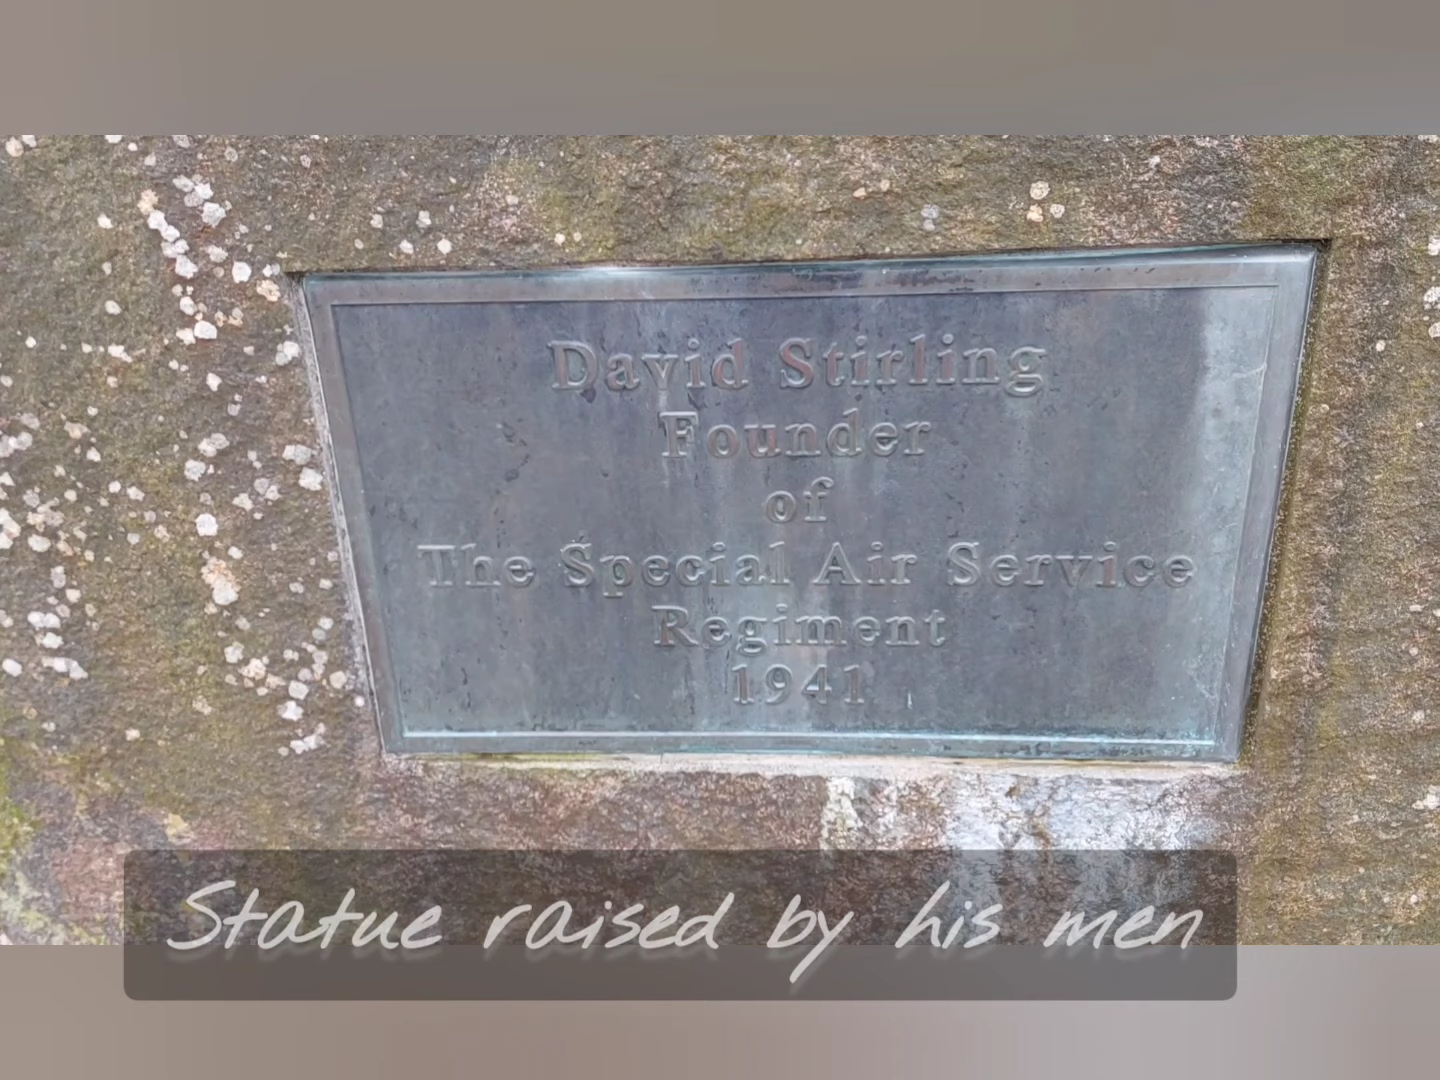 David Stirling
Founder
of
The Special Air Service
Regiment
1941
Statue raised by his men